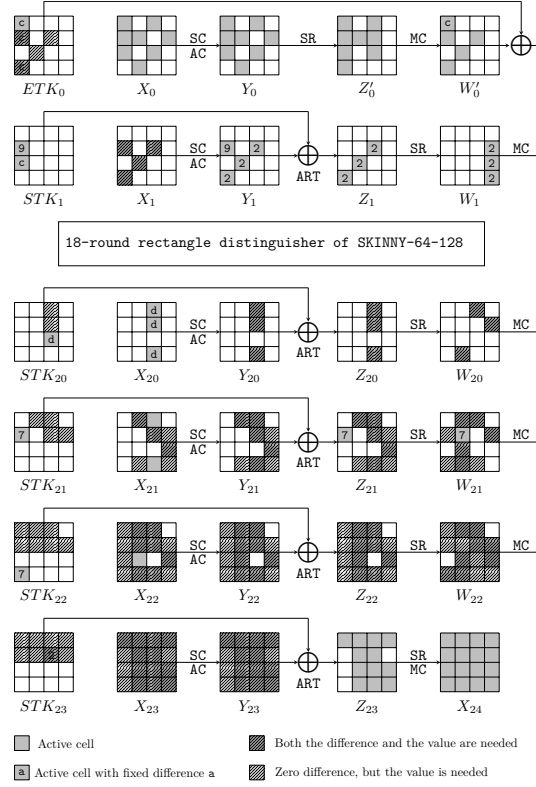 c
SC
AC
SR
MC
c
ETK0
X0
Y0
Z′0
W′0
9
c
SC
AC
9 2
2
2
ART
2
2
2
SR
2
2
2
MC
STK1
X1
Y1
Z1
W1
18-round rectangle distinguisher of SKINNY-64-128
d
d
d
d
SC
AC
ART
SR
MC
STK20
X20
Y20
Z20
W20
7
SC
AC
ART
7
SR
7
MC
STK21
X21
Y21
Z21
W21
7
SC
AC
ART
SR
MC
STK22
X22
Y22
Z22
W22
2
SC
AC
ART
SR
MC
STK23
X23
Y23
Z23
X24
Active cell
Both the difference and the value are needed
a Active cell with fixed difference a
Zero difference, but the value is needed